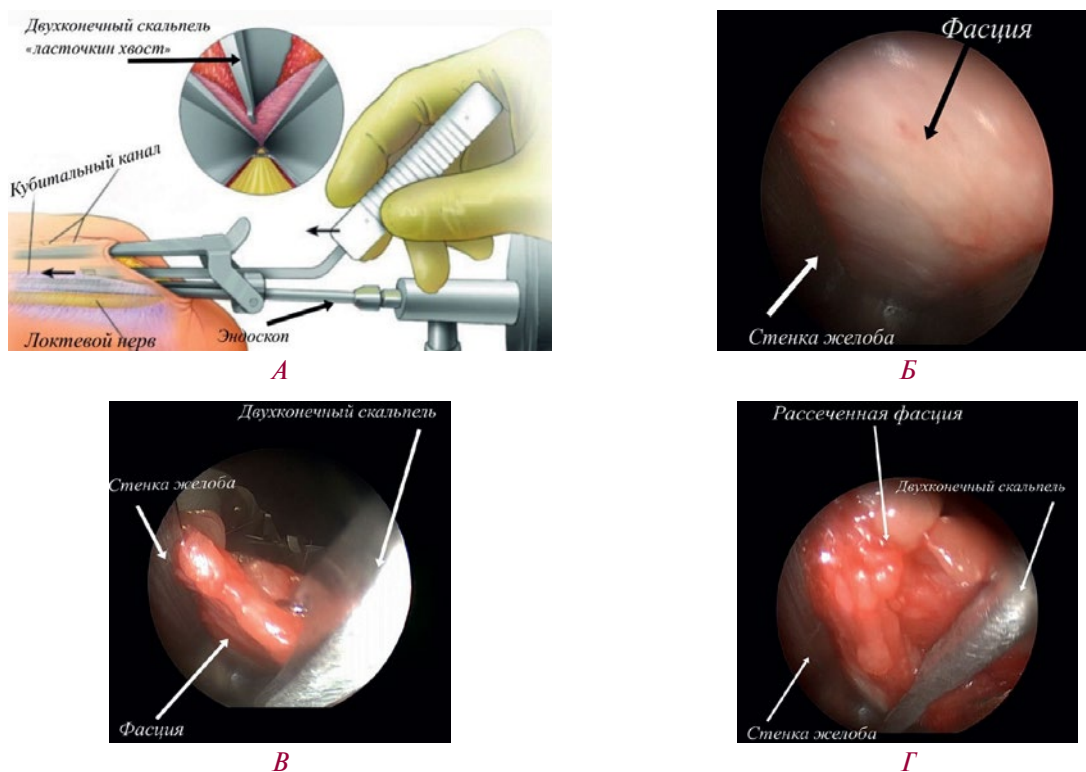 Двухконечный скальпель
«ласточкин хвост»
Кубитальный канал
Локтевой нерв
Эндоскоп
А
Фасция
Стенка желоба
Б
Двухконечный скальпель
Стенка желоба
Фасция
В
Рассеченная фасция
Двухконечный скальпель
Стенка желоба
Г